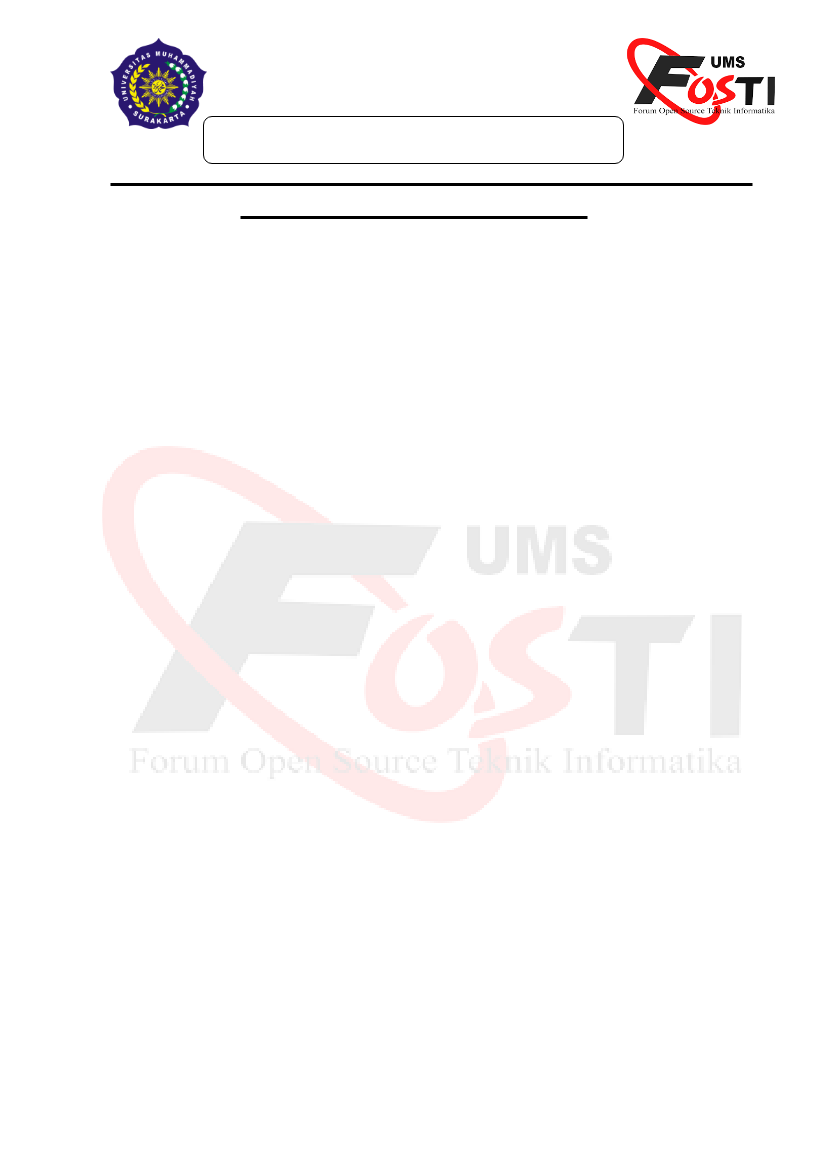 UNIVERSITAS MUHAMMADIYAH
SURAKARTA
UMS
FOSTI
Forum Open Source Teknik Informatika
UMS
FOSTI
Forum Open Source Teknik Informatika